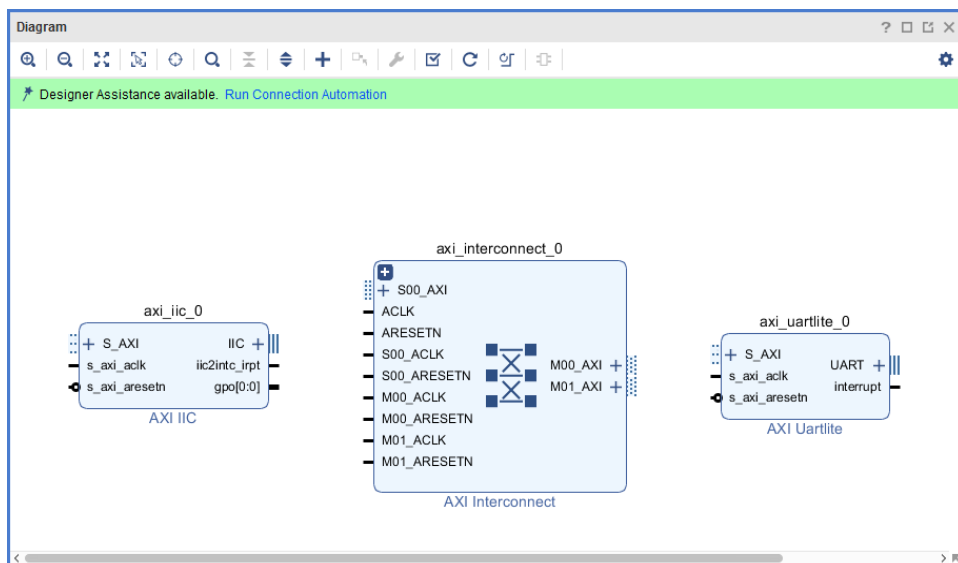 Diagram
Designer Assistance available. Run Connection Automation
axi_iic_0
S_AXI
s_axi_aclk
s_axi_aresetn
IIC
iic2intc_irpt
gpo[0:0]
AXI IIC
axi_interconnect_0
S00_AXI
ACLK
ARESETN
S00_ACLK
S00_ARESETN
M00_ACLK
M00_ARESETN
M01_ACLK
M01_ARESETN
M00_AXI
M01_AXI
AXI Interconnect
axi_uartlite_0
S_AXI
s_axi_aclk
s_axi_aresetn
UART
interrupt
AXI Uartlite